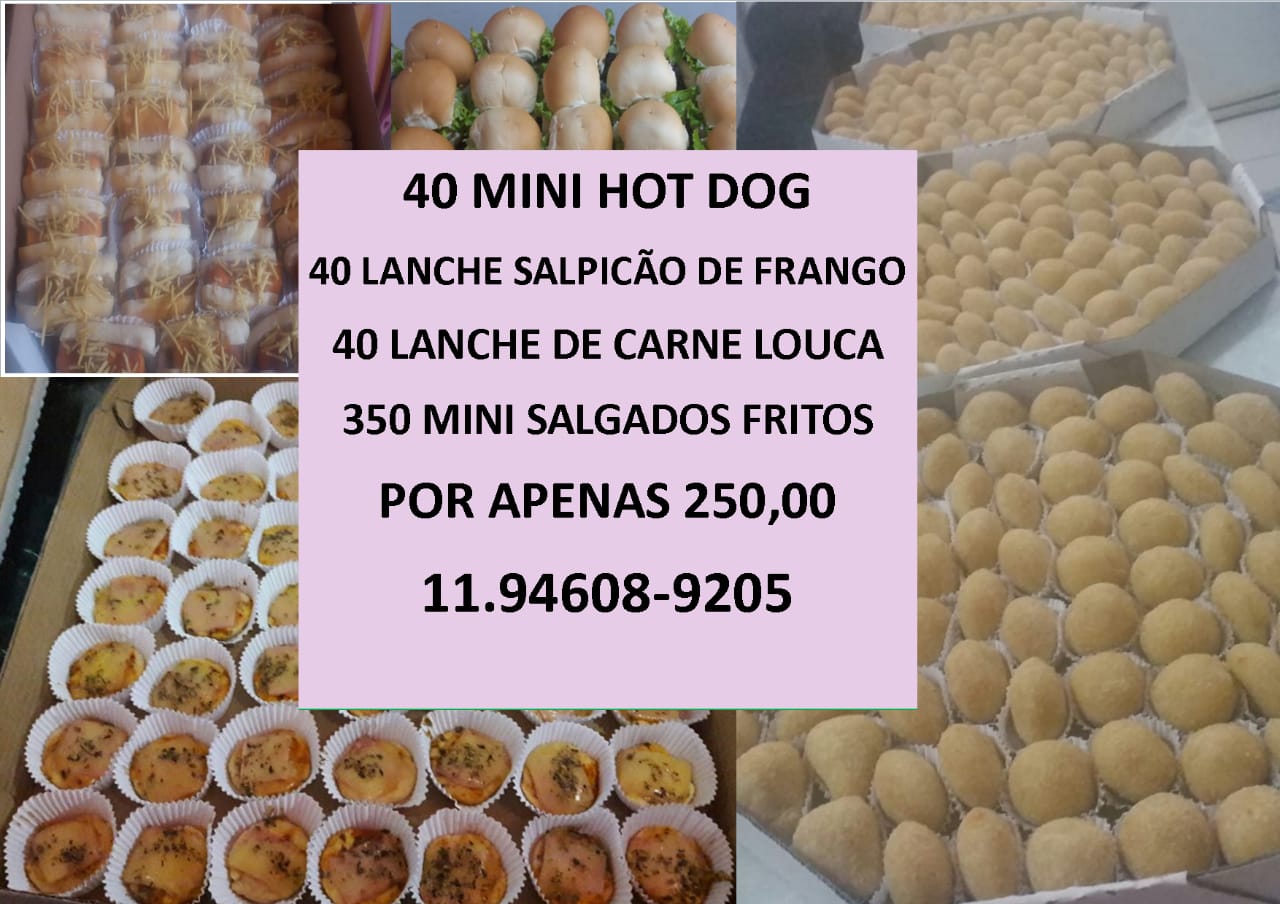 40 MINI HOT DOG
40 LANCHE SALPICÃO DE FRANGO
40 LANCHE DE CARNE LOUCA
350 MINI SALGADOS FRITOS
POR APENAS 250,00
11.94608-9205